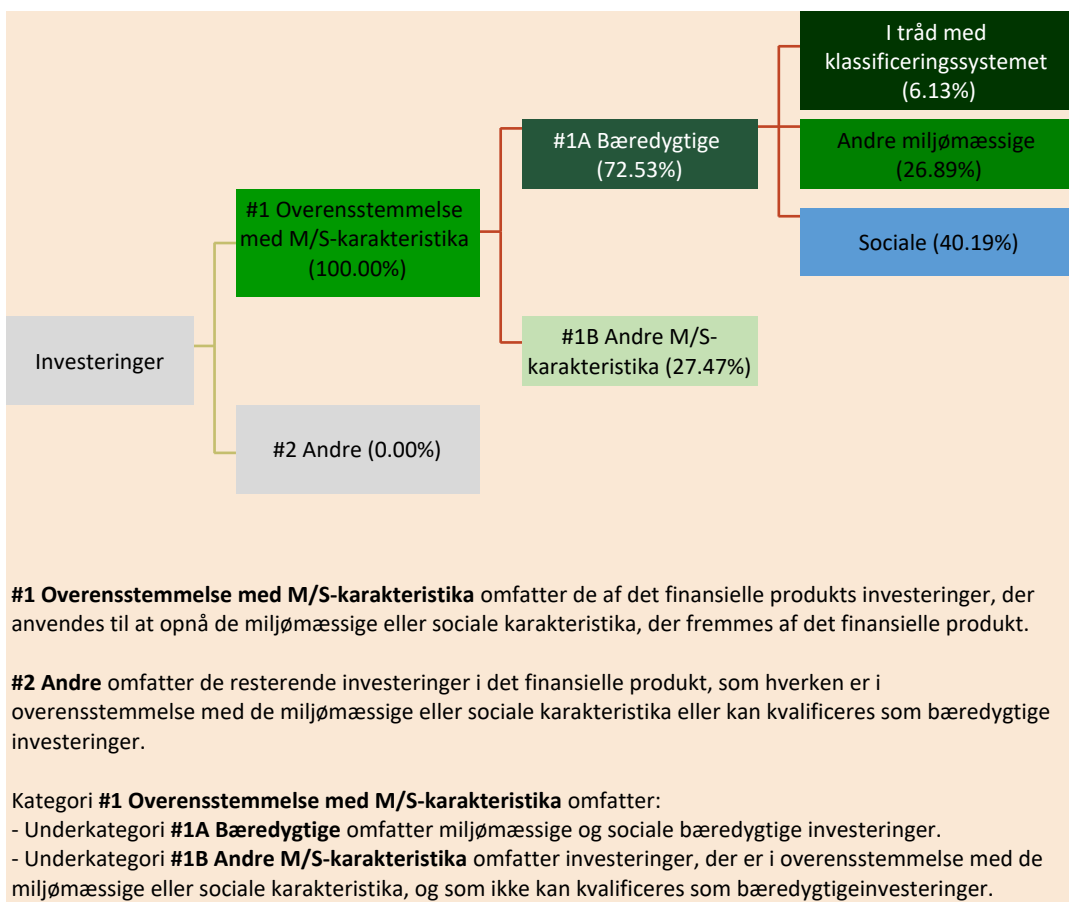 I tråd med
klassificeringssystemet
(6.13%)
#1A Bæredygtige
(72.53%)
Andre miljømæssige
(26.89%)
#1 Overensstemmelse
med M/S-karakteristika
(100.00%)
Sociale (40.19%)
#1B Andre M/S-
karakteristika (27.47%)
Investeringer
#2 Andre (0.00%)
#1 Overensstemmelse med M/S-karakteristika omfatter de af det finansielle produkts investeringer, der
anvendes til at opnå de miljømæssige eller sociale karakteristika, der fremmes af det finansielle produkt.
#2 Andre omfatter de resterende investeringer i det finansielle produkt, som hverken er i
overensstemmelse med de miljømæssige eller sociale karakteristika eller kan kvalificeres som bæredygtige
investeringer.
Kategori #1 Overensstemmelse med M/S-karakteristika omfatter:
- Underkategori #1A Bæredygtige omfatter miljømæssige og sociale bæredygtige investeringer.
- Underkategori #1B Andre M/S-karakteristika omfatter investeringer, der er i overensstemmelse med de
miljømæssige eller sociale karakteristika, og som ikke kan kvalificeres som bæredygtigeinvesteringer.